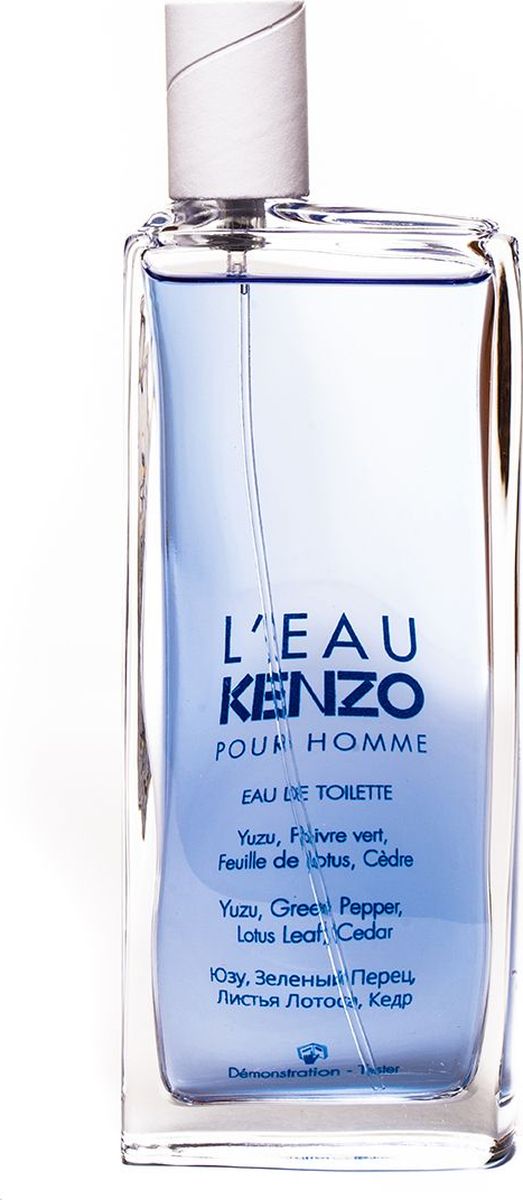 L'EAU
KENZO
POUR HOMME
EAU DE TOILETTE
Yuzu, Poivre vert,
Feuille de Lotus, Cèdre
Yuzu, Green Pepper,
Lotus Leaf, Cedar
Юзу, Зеленый Перец,
Листья Лотоса, Кедр
Démonstration - Tester